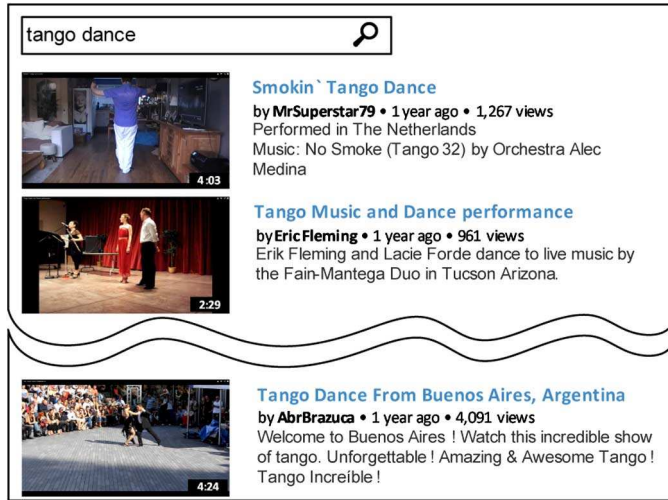 tango dance
Smokin` Tango Dance
by MrSuperstar79 • 1 year ago • 1,267 views
Performed in The Netherlands
Music: No Smoke (Tango 32) by Orchestra Alec
Medina
4:03
Tango Music and Dance performance
by Eric Fleming • 1 year ago • 961 views
Erik Fleming and Lacie Forde dance to live music by
the Fain-Mantega Duo in Tucson Arizona.
2:29
Tango Dance From Buenos Aires, Argentina
by AbrBrazuca • 1 year ago • 4,091 views
Welcome to Buenos Aires ! Watch this incredible show
of tango. Unforgettable ! Amazing & Awesome Tango !
Tango Increíble !
4:24